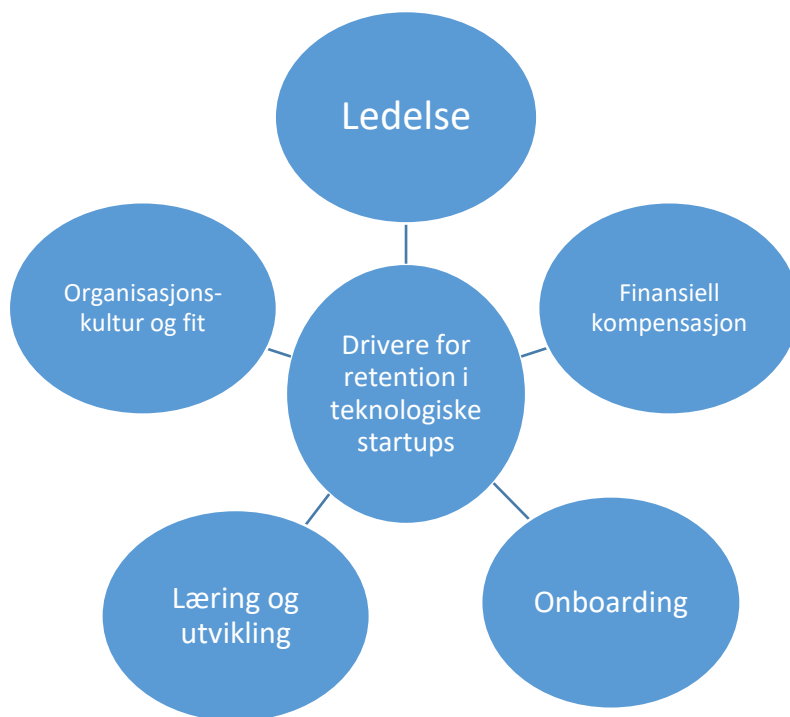 Ledelse
Organisasjons-
kultur og fit
Finansiell
kompensasjon
Drivere for
retention i
teknologiske
startups
Læring og
utvikling
Onboarding